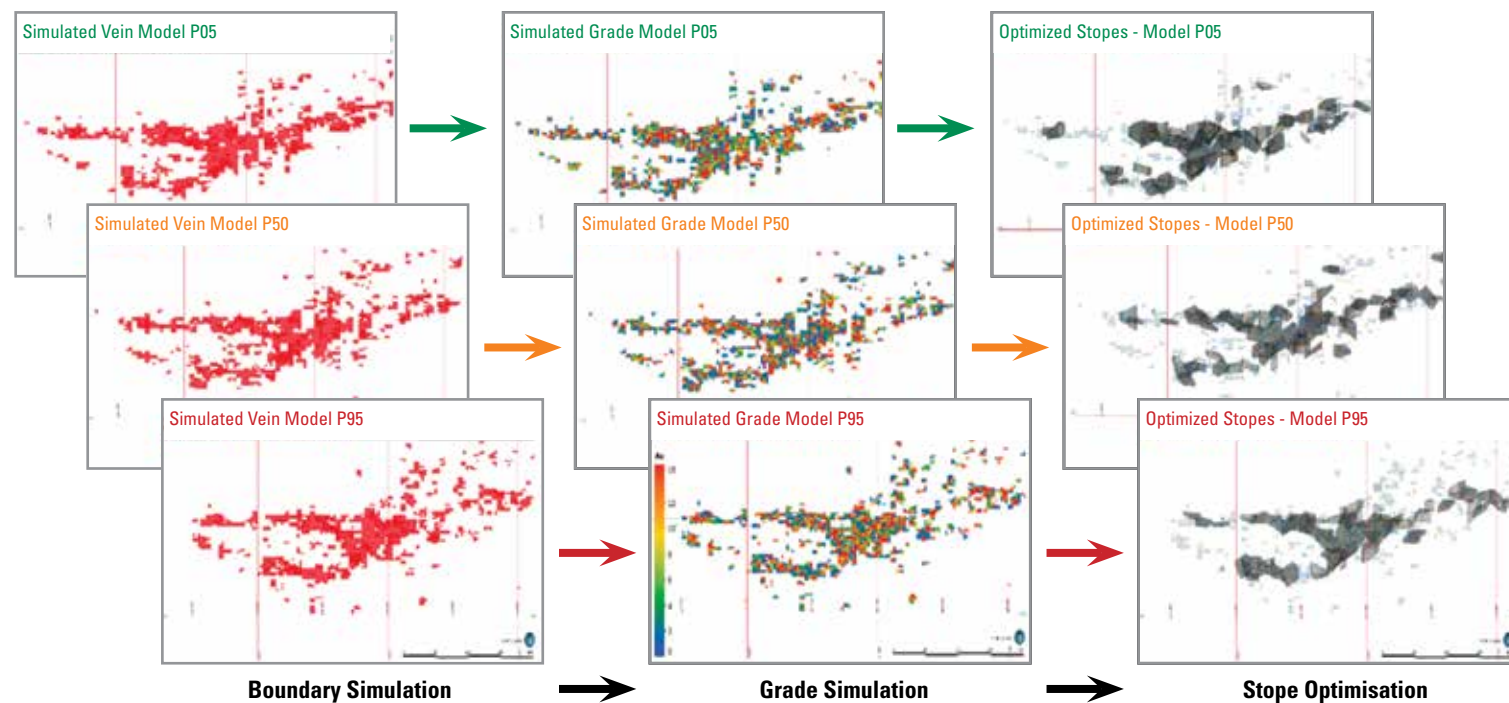 Simulated Vein Model P05
Simulated Grade Model P05
Optimized Stopes - Model P05
Simulated Vein Model P50
Simulated Grade Model P50
Optimized Stopes - Model P50
Simulated Vein Model P95
Simulated Grade Model P95
Optimized Stopes - Model P95
Boundary Simulation
Grade Simulation
Stope Optimisation